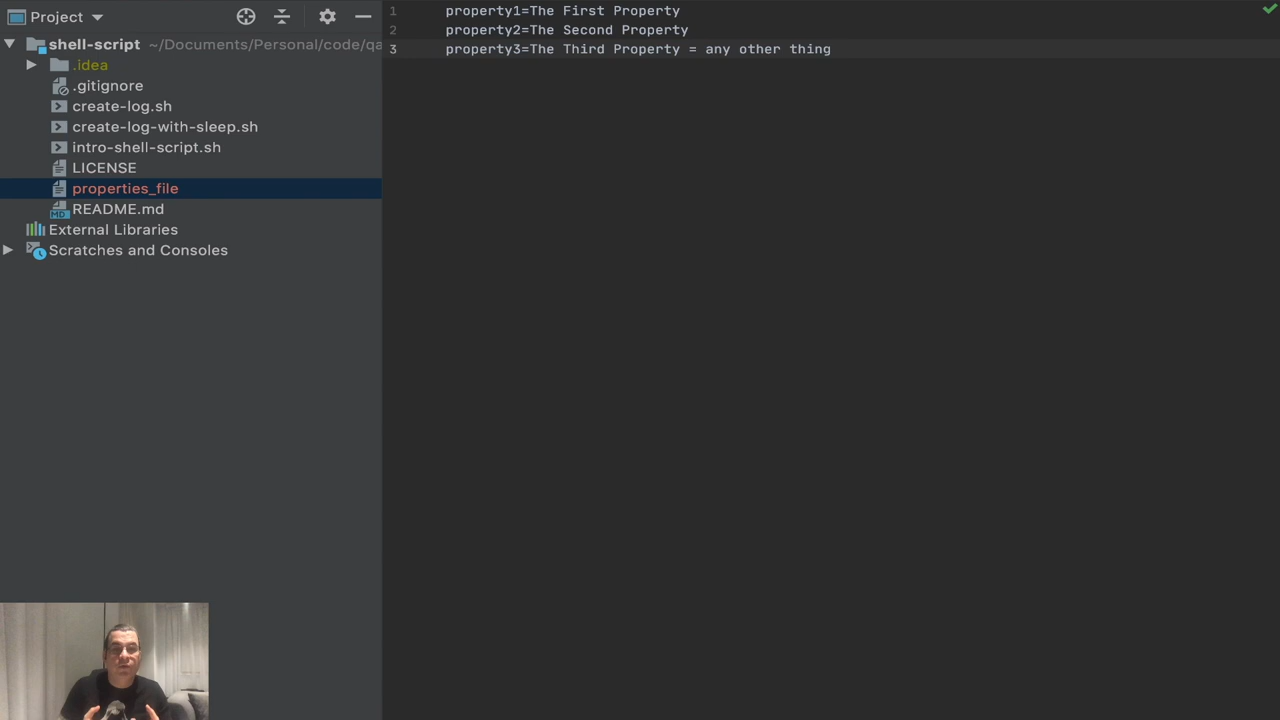 Project
shell-script ~/Documents/Personal/code/qa
.idea
.gitignore
create-log.sh
create-log-with-sleep.sh
intro-shell-script.sh
LICENSE
properties_file
MD README.md
External Libraries
Scratches and Consoles
1 property1=The First Property
2 property2=The Second Property
3 property3=The Third Property = any other thing